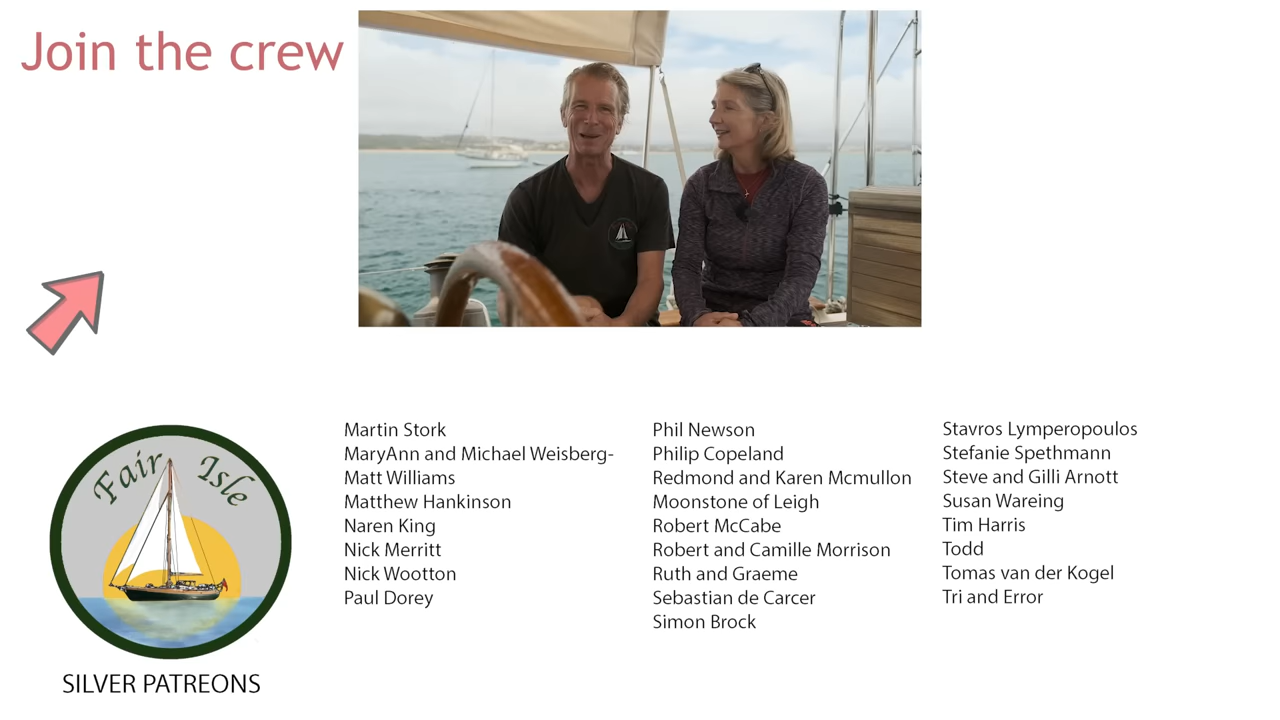 Join the crew
Fair Isle
SILVER PATREONS
Martin Stork
MaryAnn and Michael Weisberg-
Matt Williams
Matthew Hankinson
Naren King
Nick Merritt
Nick Wootton
Paul Dorey
Phil Newson
Philip Copeland
Redmond and Karen Mcmullon
Moonstone of Leigh
Robert McCabe
Robert and Camille Morrison
Ruth and Graeme
Sebastian de Carcer
Simon Brock
Stavros Lymperopoulos
Stefanie Spethmann
Steve and Gilli Arnott
Susan Wareing
Tim Harris
Todd
Tomas van der Kogel
Tri and Error